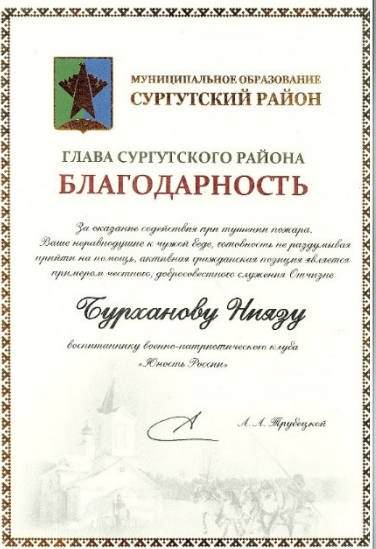 МУНИЦИПАЛЬНОЕ ОБРАЗОВАНИЕ
СУРГУТСКИЙ РАЙОН
ГЛАВА СУРГУТСКОГО РАЙОНА
БЛАГОДАРНОСТЬ
За оказание содействия при тушении пожара.
Ваше неравнодушие к чужой беде, готовность не раздумывая
прийти на помощь, активная гражданская позиция является
примером честного, добросовестного служения Отчизне
Бурханову Ниязу
воспитаннику военно-патриотического клуба
«Юность России»
А.А.Трубецкой